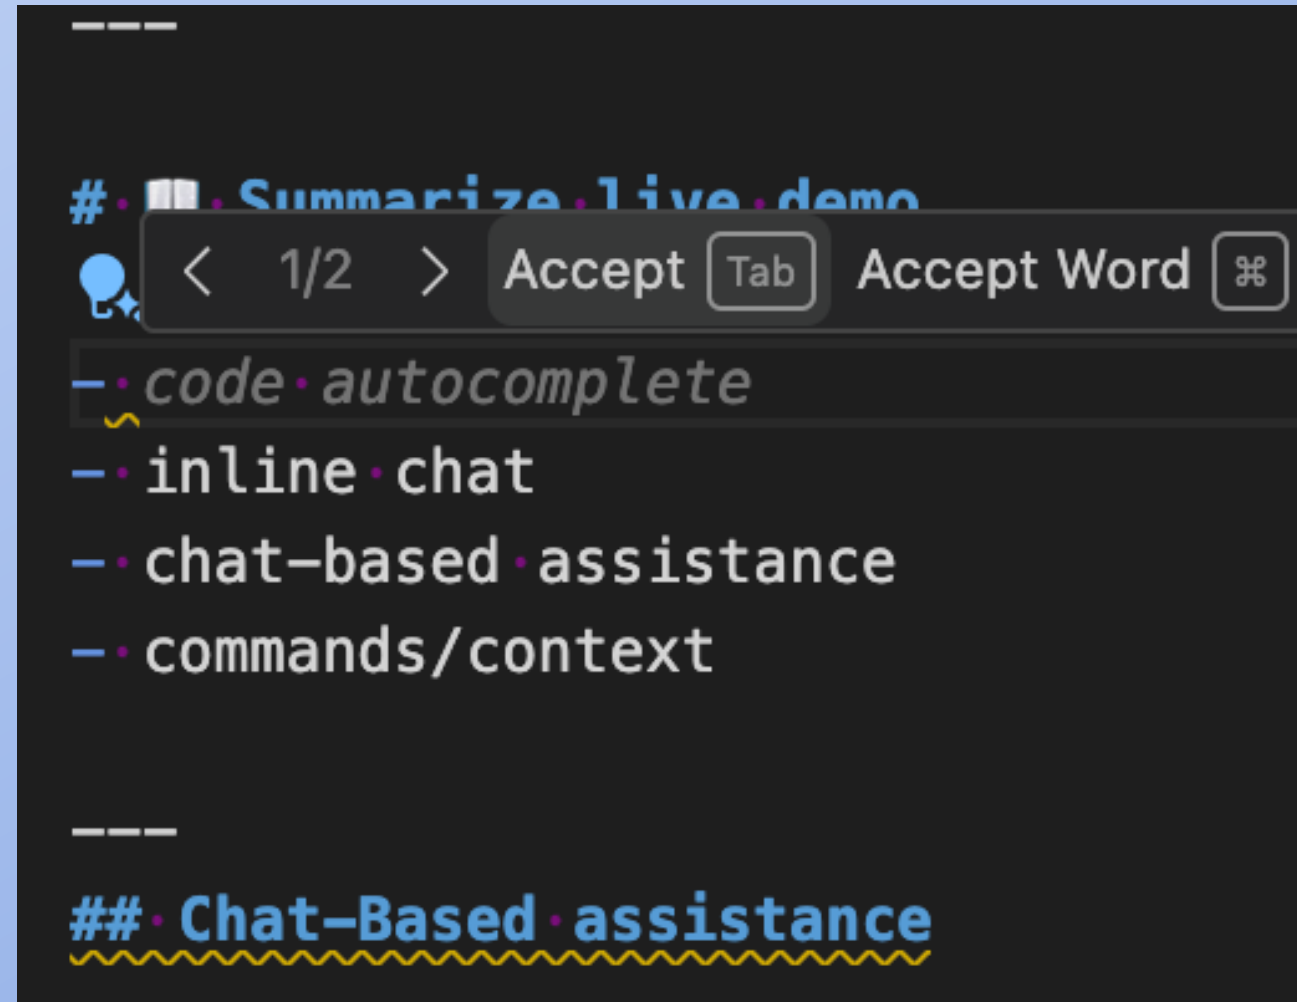 ---
# 📖 Summarize live demo
< 1/2 > Accept Tab Accept Word ⌘
- code autocomplete
- inline chat
- chat-based assistance
- commands/context
---
## Chat-Based assistance